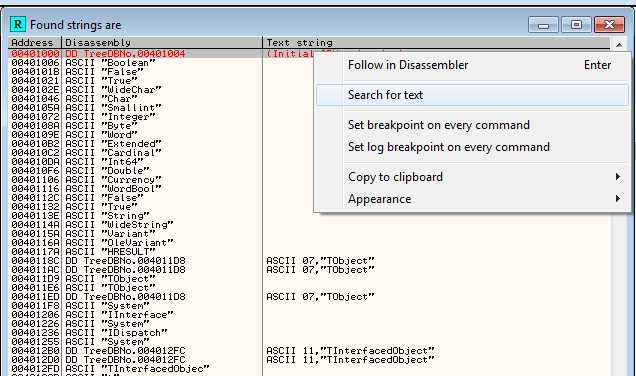 R Found strings are
Address Disassembly Text string
00401000 DD TreeDBNo.00401004 (Initial
00401006 ASCII "Boolean"
0040101B ASCII "False"
00401021 ASCII "True"
0040102E ASCII "WideChar"
00401046 ASCII "Char"
0040105A ASCII "Smallint"
00401072 ASCII "Integer"
0040108A ASCII "Byte"
0040109E ASCII "Word"
004010B2 ASCII "Extended"
004010C2 ASCII "Cardinal"
004010DA ASCII "Int64"
004010F6 ASCII "Double"
00401106 ASCII "Currency"
00401116 ASCII "WordBool"
0040112C ASCII "False"
00401132 ASCII "True"
0040113E ASCII "String"
0040114A ASCII "WideString"
0040115A ASCII "Variant"
0040116A ASCII "OleVariant"
0040117A ASCII "HRESULT"
0040118C DD TreeDBNo.004011D8 ASCII 07,"TObject"
004011AC DD TreeDBNo.004011D8 ASCII 07,"TObject"
004011D9 ASCII "TObject"
004011E6 ASCII "TObject"
004011ED DD TreeDBNo.004011D8 ASCII 07,"TObject"
004011F8 ASCII "System"
00401206 ASCII "IInterface"
00401226 ASCII "System"
00401236 ASCII "IDispatch"
00401255 ASCII "System"
004012B0 DD TreeDBNo.004012FC ASCII 11,"TInterfacedObject"
004012D0 DD TreeDBNo.004012FC ASCII 11,"TInterfacedObject"
004012FD ASCII "TInterfacedObjec"
Follow in Disassembler Enter
Search for text
Set breakpoint on every command
Set log breakpoint on every command
Copy to clipboard
Appearance